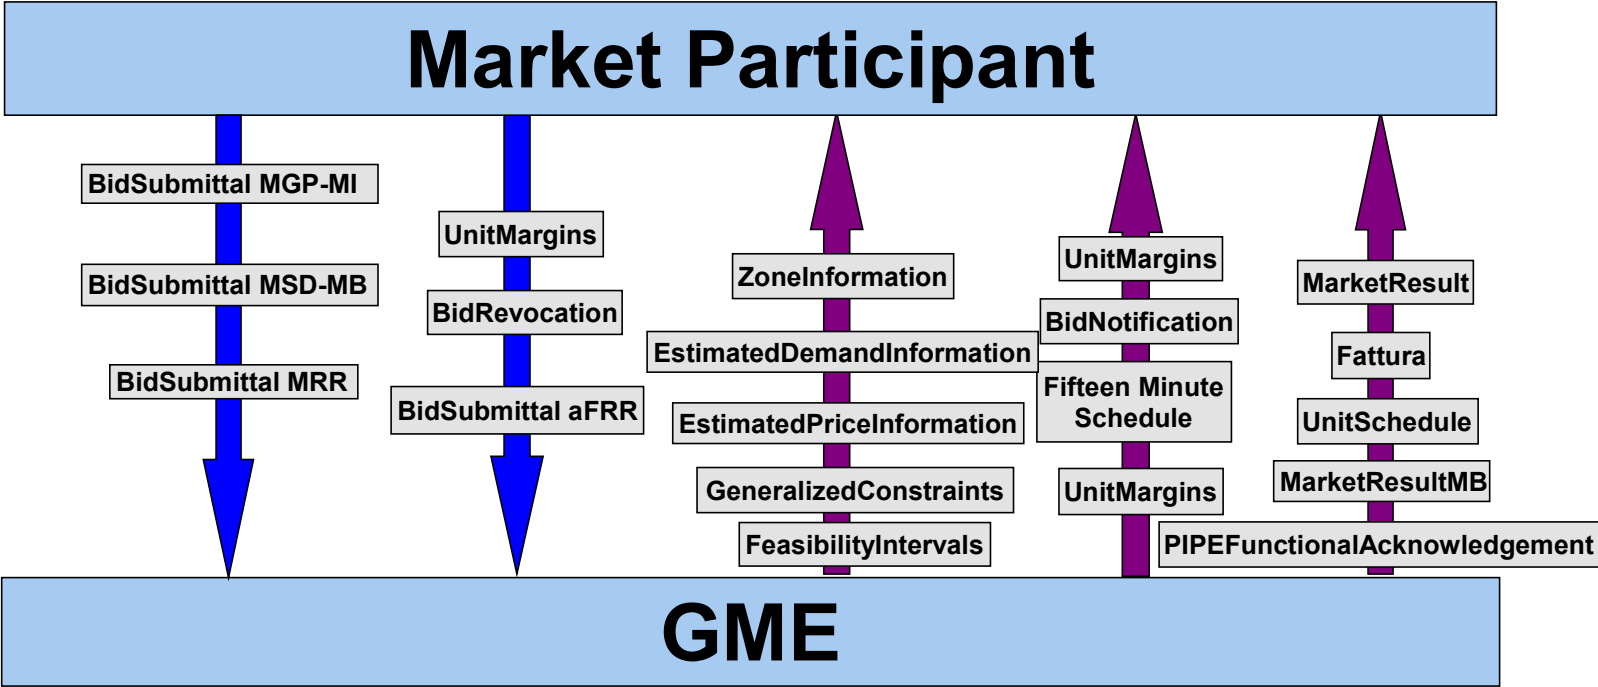 Market Participant
BidSubmittal MGP-MI
BidSubmittal MSD-MB
BidSubmittal MRR
UnitMargins
BidRevocation
BidSubmittal aFRR
ZoneInformation
EstimatedDemandInformation
EstimatedPriceInformation
GeneralizedConstraints
FeasibilityIntervals
UnitMargins
BidNotification
Fifteen Minute
Schedule
UnitMargins
MarketResult
Fattura
UnitSchedule
MarketResultMB
PIPEFunctionalAcknowledgement
GME